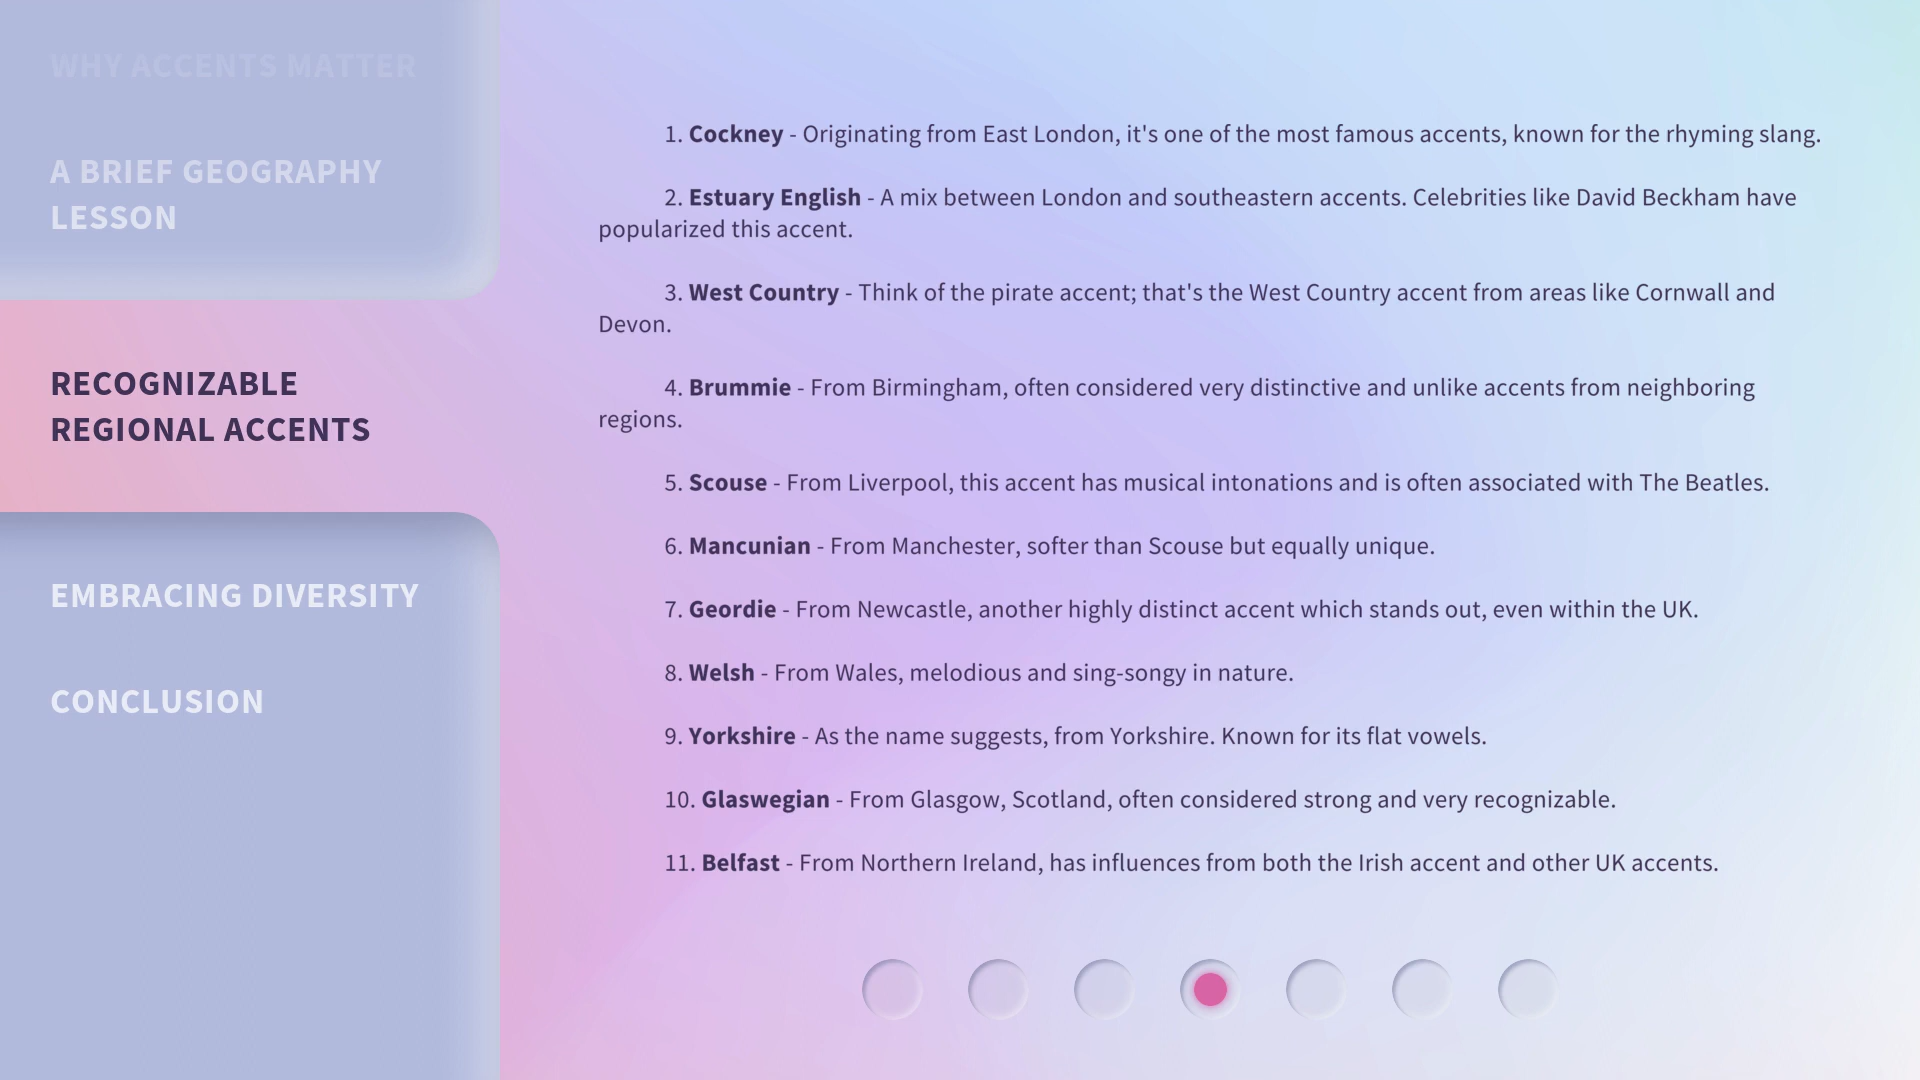 WHY ACCENTS MATTER
A BRIEF GEOGRAPHY
LESSON
RECOGNIZABLE
REGIONAL ACCENTS
EMBRACING DIVERSITY
CONCLUSION
1. Cockney - Originating from East London, it's one of the most famous accents, known for the rhyming slang.
2. Estuary English - A mix between London and southeastern accents. Celebrities like David Beckham have
popularized this accent.
3. West Country - Think of the pirate accent; that's the West Country accent from areas like Cornwall and
Devon.
4. Brummie - From Birmingham, often considered very distinctive and unlike accents from neighboring
regions.
5. Scouse - From Liverpool, this accent has musical intonations and is often associated with The Beatles.
6. Mancunian - From Manchester, softer than Scouse but equally unique.
7. Geordie - From Newcastle, another highly distinct accent which stands out, even within the UK.
8. Welsh - From Wales, melodious and sing-songy in nature.
9. Yorkshire - As the name suggests, from Yorkshire. Known for its flat vowels.
10. Glaswegian - From Glasgow, Scotland, often considered strong and very recognizable.
11. Belfast - From Northern Ireland, has influences from both the Irish accent and other UK accents.